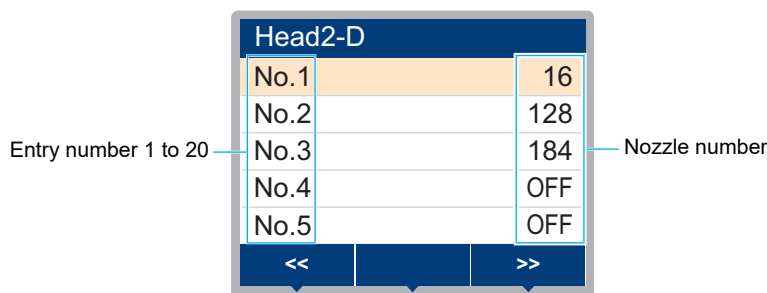 Head2-D
No.1 16
No.2 128
Entry number 1 to 20 No.3 184 Nozzle number
No.4 OFF
No.5 OFF
<< >>